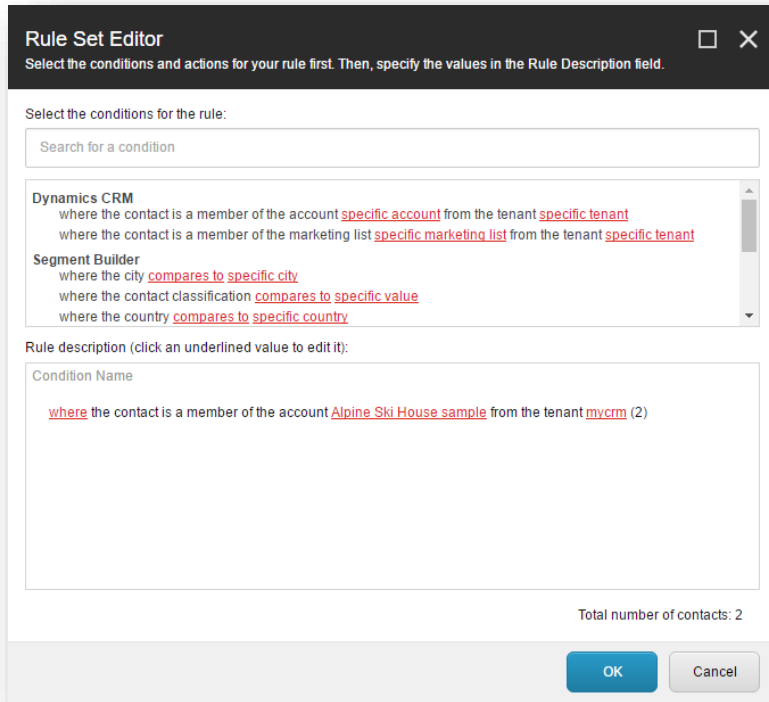 Rule Set Editor
Select the conditions and actions for your rule first. Then, specify the values in the Rule Description field.
Select the conditions for the rule:
Search for a condition
Dynamics CRM
where the contact is a member of the account specific account from the tenant specific tenant
where the contact is a member of the marketing list specific marketing list from the tenant specific tenant
Segment Builder
where the city compares to specific city
where the contact classification compares to specific value
where the country compares to specific country
Rule description (click an underlined value to edit it):
Condition Name
where the contact is a member of the account Alpine Ski House sample from the tenant mycrm (2)
Total number of contacts: 2
OK Cancel